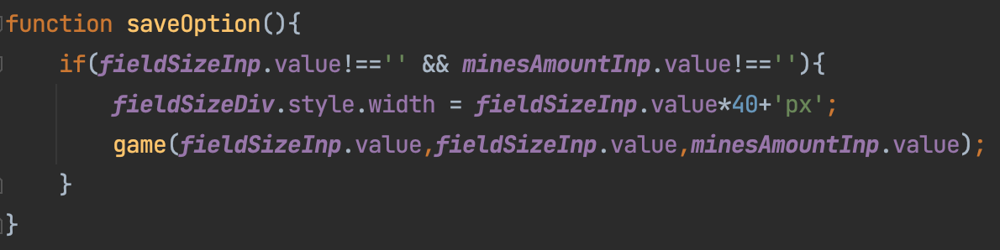 function saveOption(){
    if(fieldSizeInp.value!=='' && minesAmountInp.value!==''){
        fieldSizeDiv.style.width = fieldSizeInp.value*40+'px';
        game(fieldSizeInp.value,fieldSizeInp.value,minesAmountInp.value);
    }
}